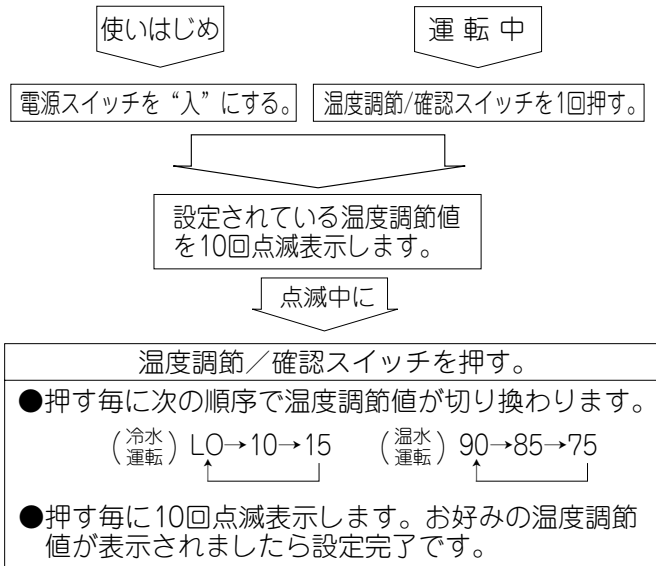 使いはじめ
運 転 中
電源スイッチを“入”にする。
温度調節/確認スイッチを1回押す。
設定されている温度調節値
を10回点滅表示します。
点滅中に
温度調節／確認スイッチを押す。
●押す毎に次の順序で温度調節値が切り換わります。
(冷水運転) LO→10→15 (温水運転) 90→85→75
●押す毎に10回点滅表示します。お好みの温度調節
値が表示されましたら設定完了です。